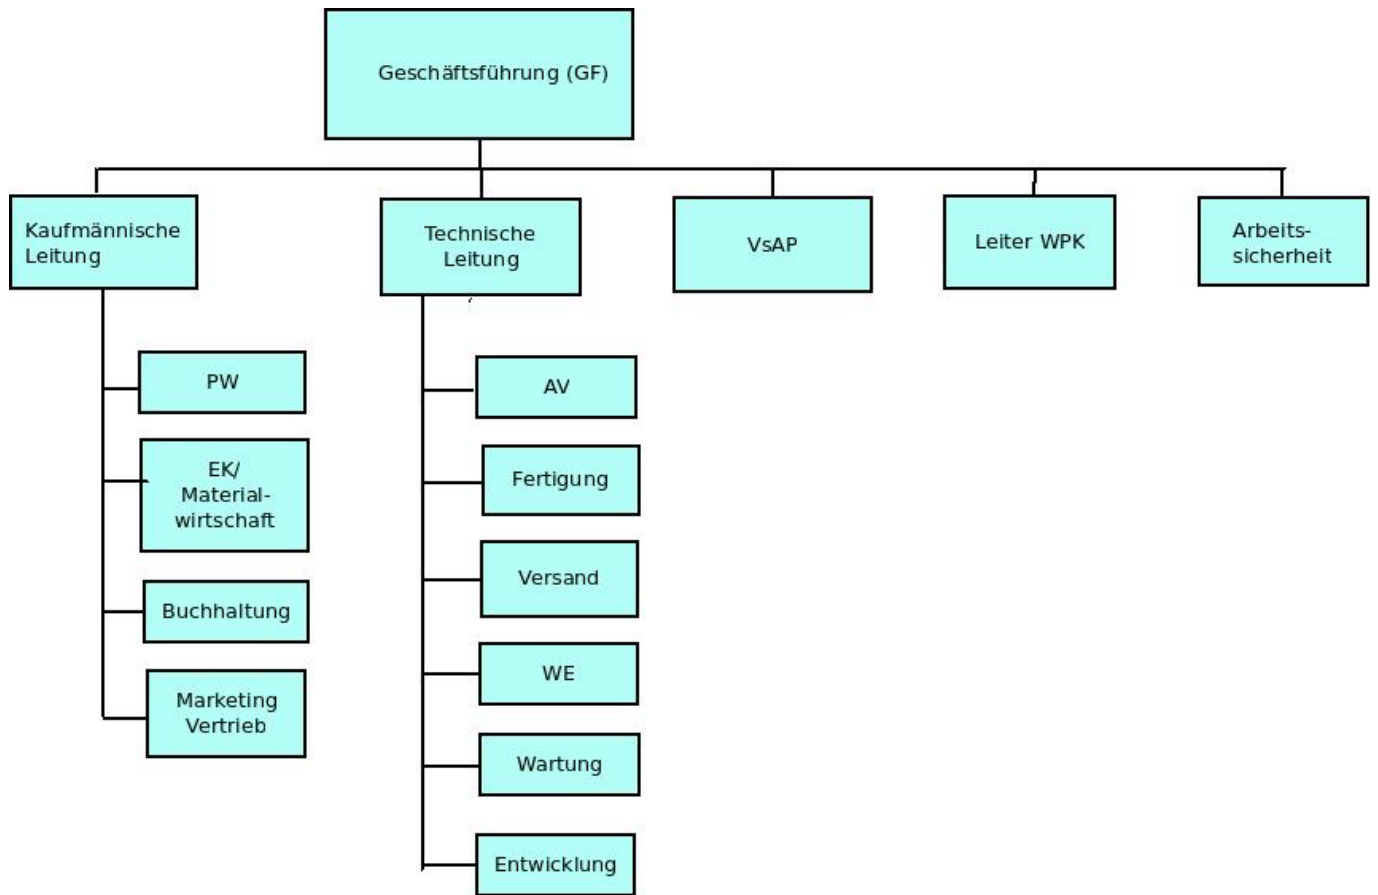 Geschäftsführung (GF)
Kaufmännische
Leitung
Technische
Leitung
VsAP
Leiter WPK
Arbeits-
sicherheit
PW
EK/
Material-
wirtschaft
Buchhaltung
Marketing
Vertrieb
AV
Fertigung
Versand
WE
Wartung
Entwicklung